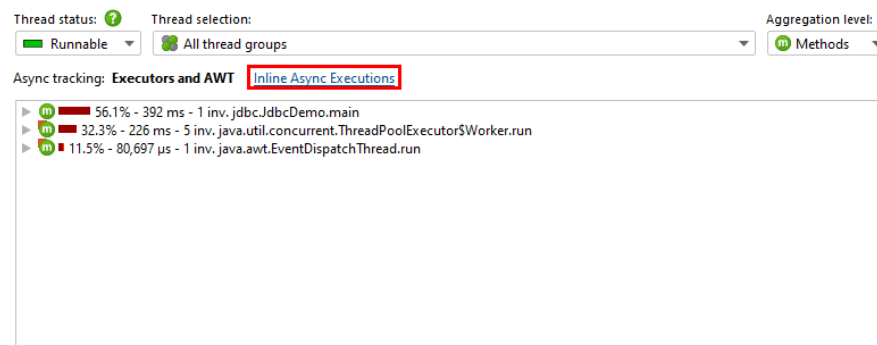 Thread status: ? Thread selection: Aggregation level:
Runnable All thread groups m Methods
Async tracking: Executors and AWT Inline Async Executions
m 56.1% - 392 ms - 1 inv. jdbc.JdbcDemo.main
m 32.3% - 226 ms - 5 inv. java.util.concurrent.ThreadPoolExecutor$Worker.run
m 11.5% - 80,697 µs - 1 inv. java.awt.EventDispatchThread.run